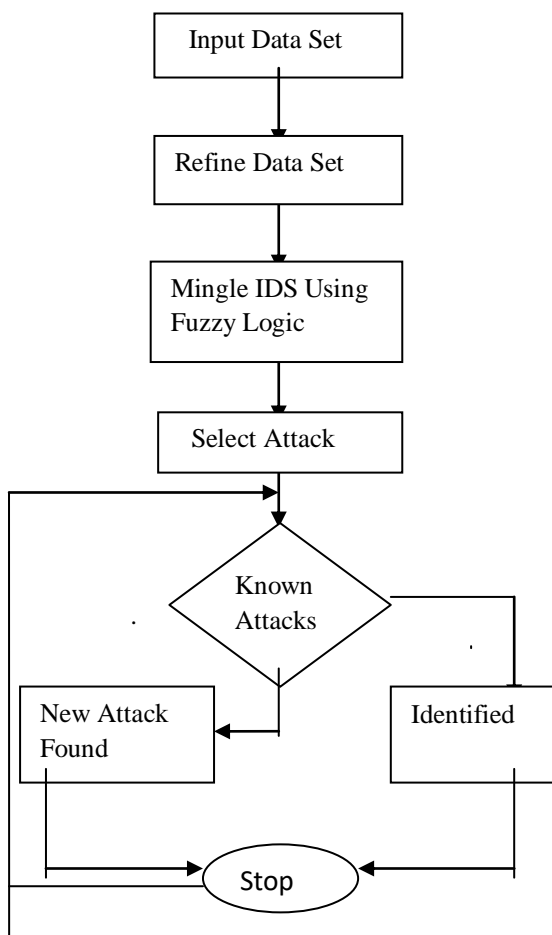 Input Data Set
Refine Data Set
Mingle IDS Using
Fuzzy Logic
Select Attack
Known
Attacks
New Attack
Found
Identified
Stop